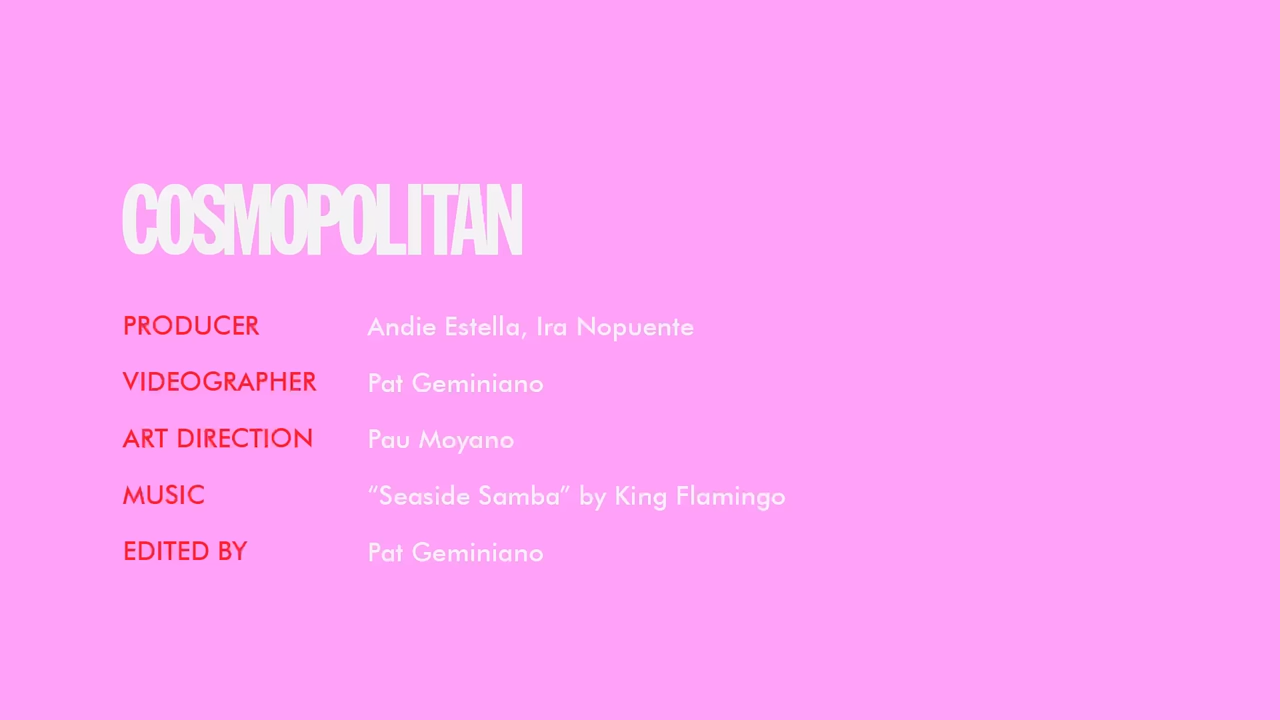 COSMOPOLITAN
PRODUCER Andie Estella, Ira Nopuente
VIDEOGRAPHER Pat Geminiano
ART DIRECTION Pau Moyano
MUSIC “Seaside Samba” by King Flamingo
EDITED BY Pat Geminiano